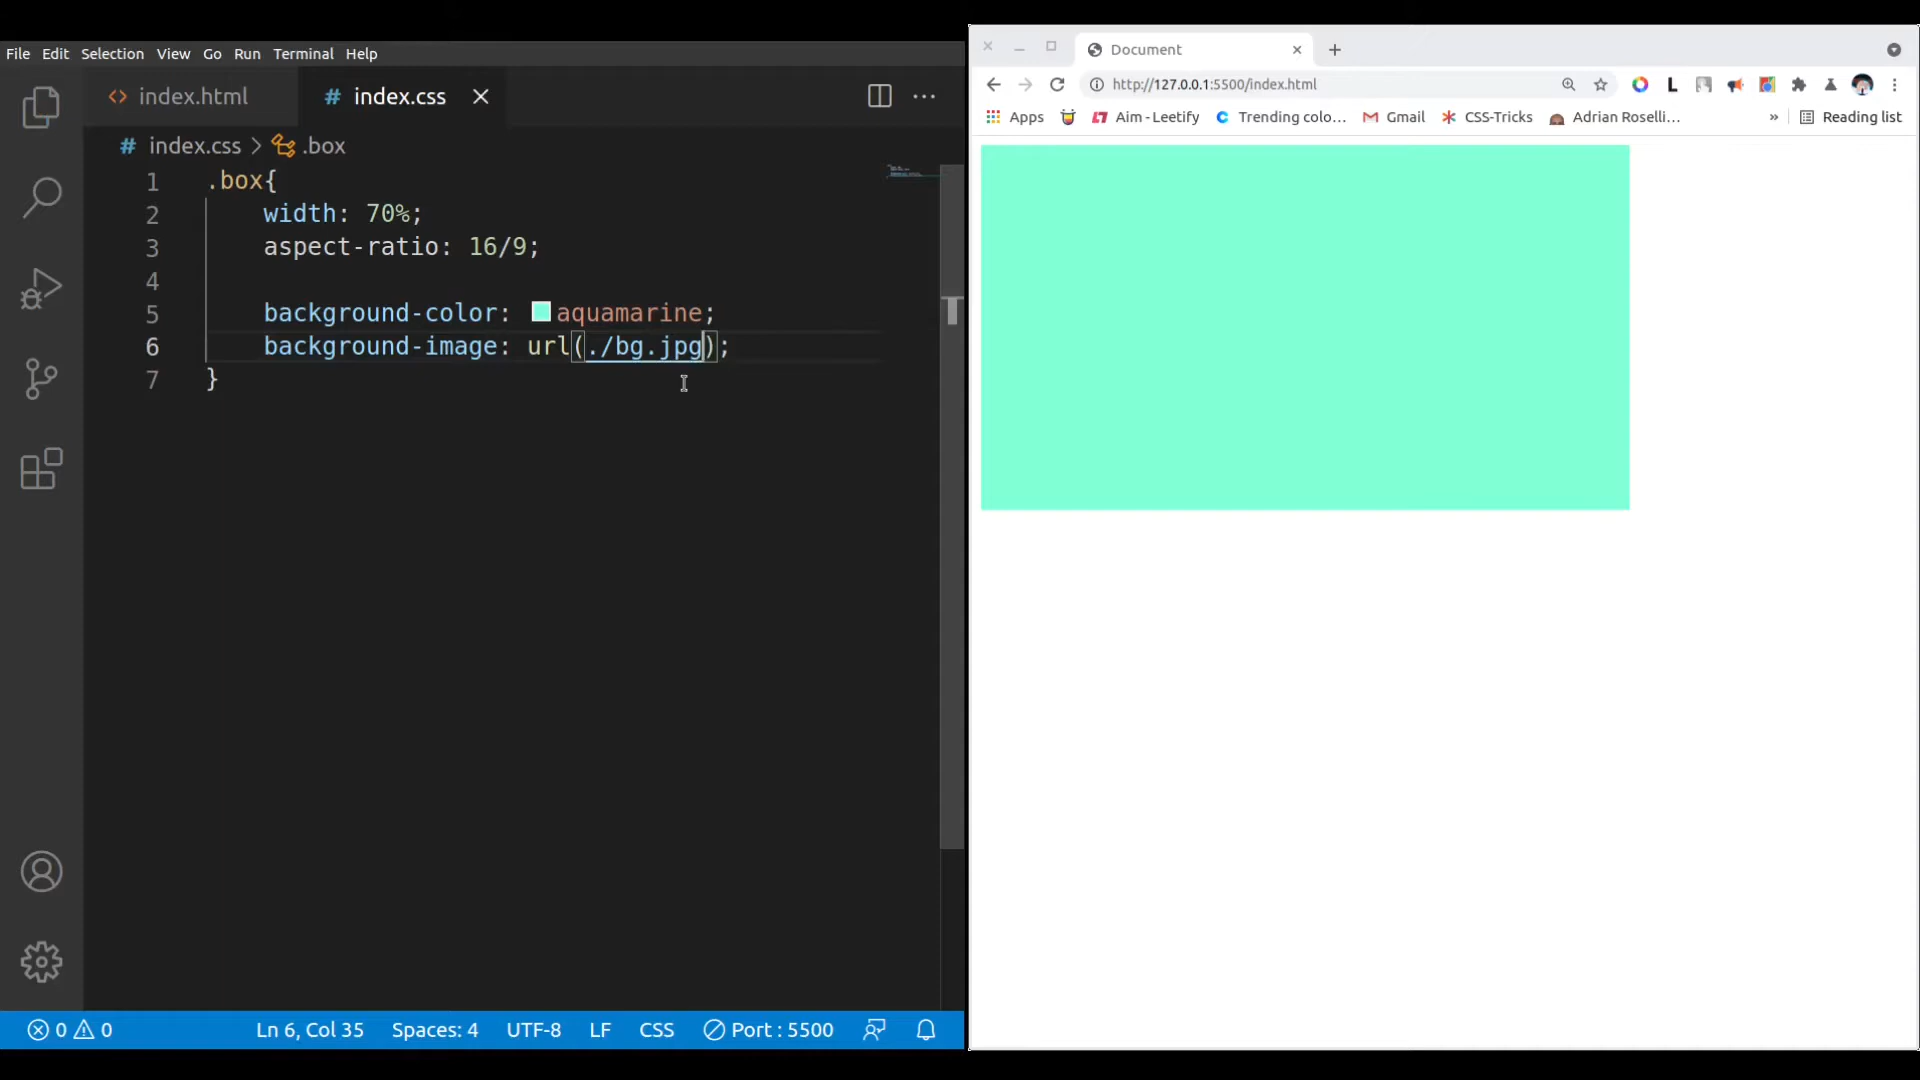 File Edit Selection View Go Run Terminal Help
index.html
# index.css
# index.css > .box
1 .box{
2     width: 70%;
3     aspect-ratio: 16/9;
4
5     background-color: aquamarine;
6     background-image: url(./bg.jpg);
7 }
0 0 Ln 6, Col 35 Spaces: 4 UTF-8 LF CSS Port : 5500
Document
http://127.0.0.1:5500/index.html L
Apps Aim - Leetify C Trending colo... Gmail CSS-Tricks Adrian Roselli... » Reading list